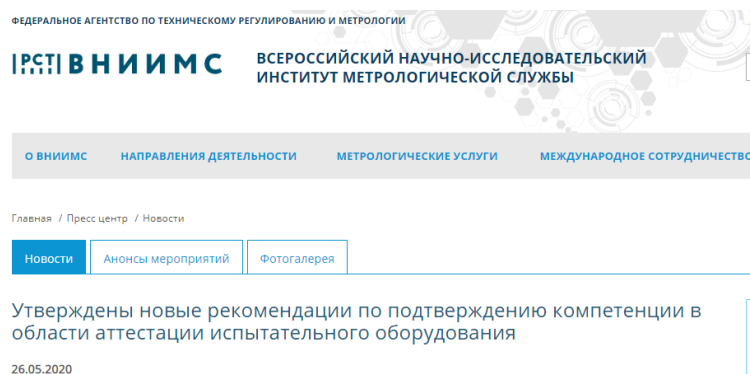 ФЕДЕРАЛЬНОЕ АГЕНТСТВО ПО ТЕХНИЧЕСКОМУ РЕГУЛИРОВАНИЮ И МЕТРОЛОГИИ
РСТ ВНИИМС
ВСЕРОССИЙСКИЙ НАУЧНО-ИССЛЕДОВАТЕЛЬСКИЙ
ИНСТИТУТ МЕТРОЛОГИЧЕСКОЙ СЛУЖБЫ
О ВНИИМС НАПРАВЛЕНИЯ ДЕЯТЕЛЬНОСТИ МЕТРОЛОГИЧЕСКИЕ УСЛУГИ МЕЖДУНАРОДНОЕ СОТРУДНИЧЕСТВО
Главная / Пресс центр / Новости
Новости Анонсы мероприятий Фотогалерея
Утверждены новые рекомендации по подтверждению компетенции в
области аттестации испытательного оборудования
26.05.2020